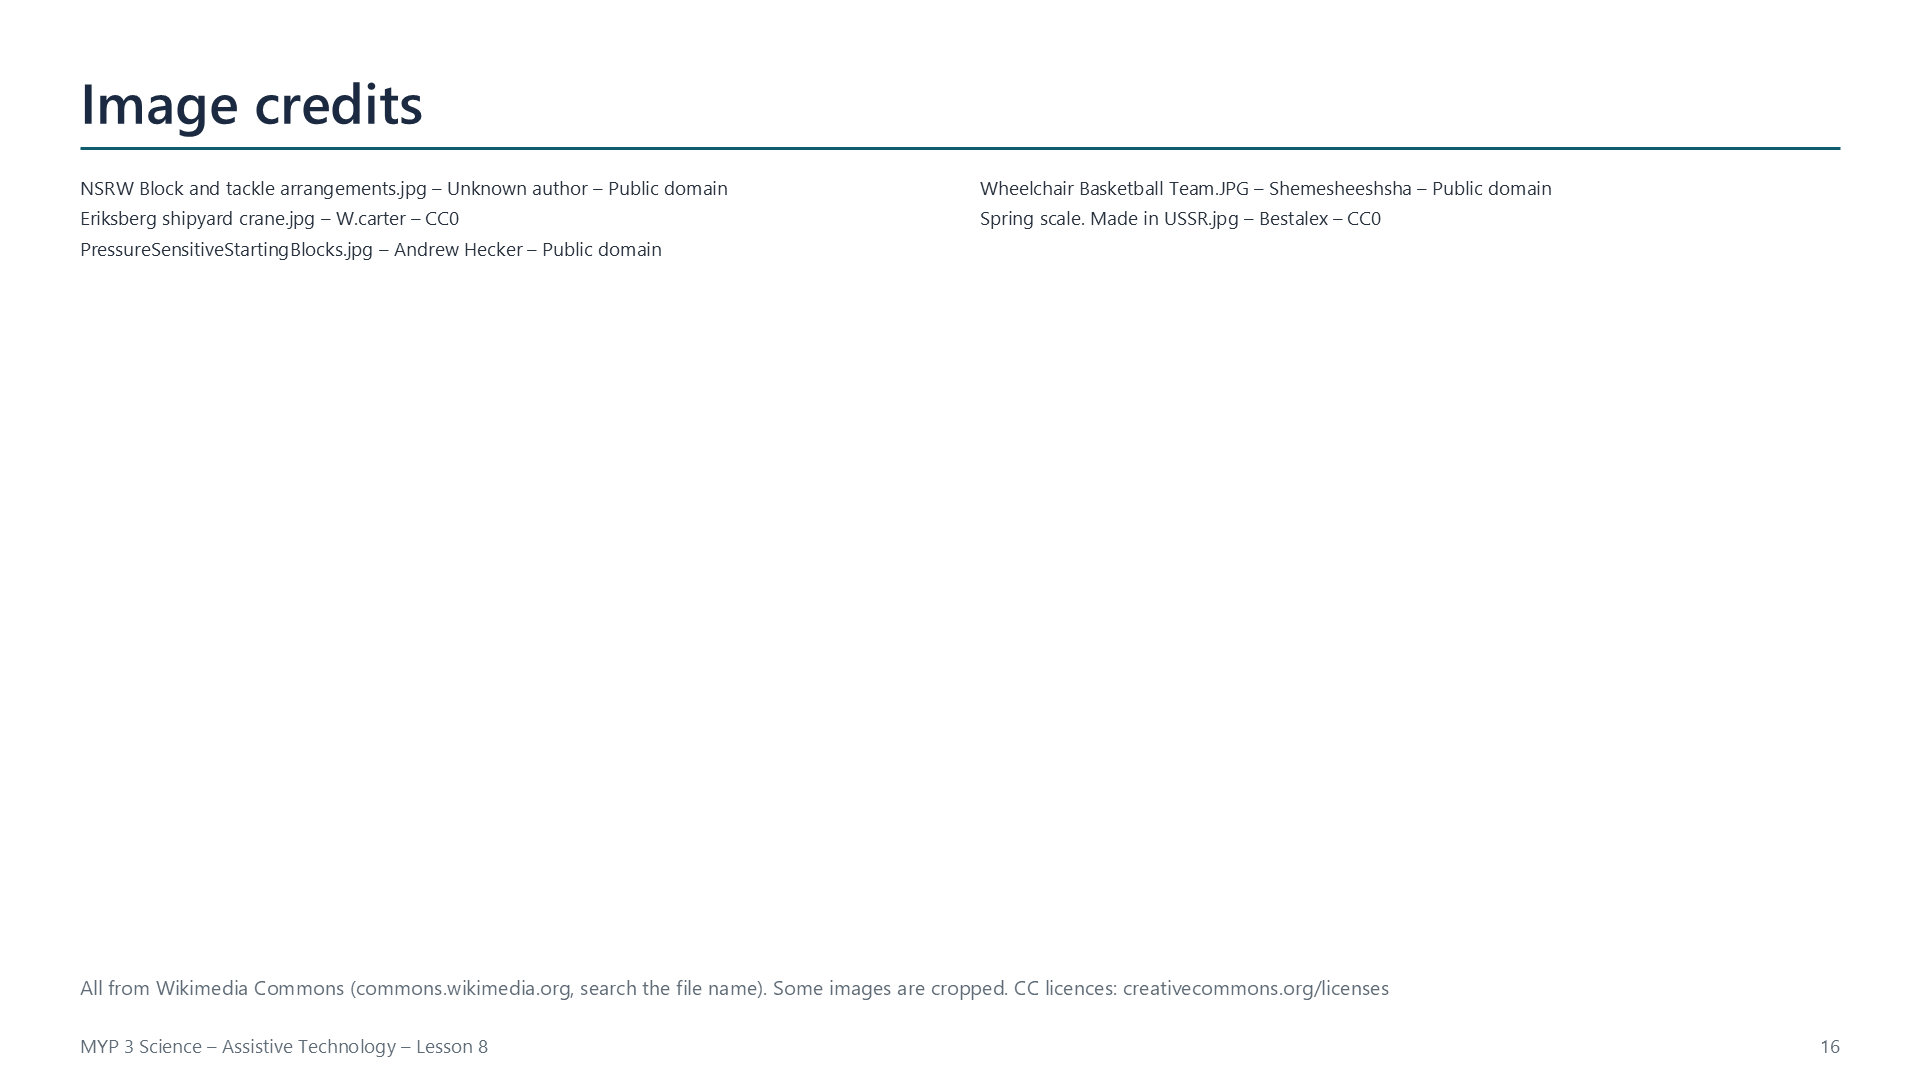 Image credits
NSRW Block and tackle arrangements.jpg – Unknown author – Public domain
Eriksberg shipyard crane.jpg – W.carter – CC0
PressureSensitiveStartingBlocks.jpg – Andrew Hecker – Public domain
Wheelchair Basketball Team.JPG – Shemesheeshsha – Public domain
Spring scale. Made in USSR.jpg – Bestalex – CC0
All from Wikimedia Commons (commons.wikimedia.org, search the file name). Some images are cropped. CC licences: creativecommons.org/licenses
MYP 3 Science – Assistive Technology – Lesson 8
16